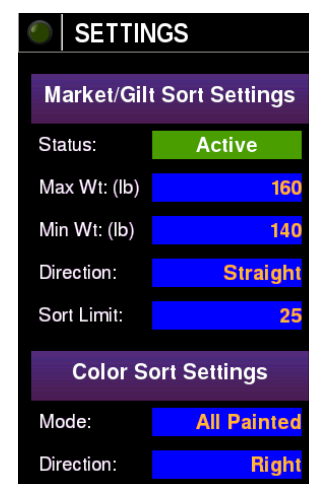 SETTINGS
Market/Gilt Sort Settings
Status: Active
Max Wt: (lb) 160
Min Wt: (lb) 140
Direction: Straight
Sort Limit: 25
Color Sort Settings
Mode: All Painted
Direction: Right